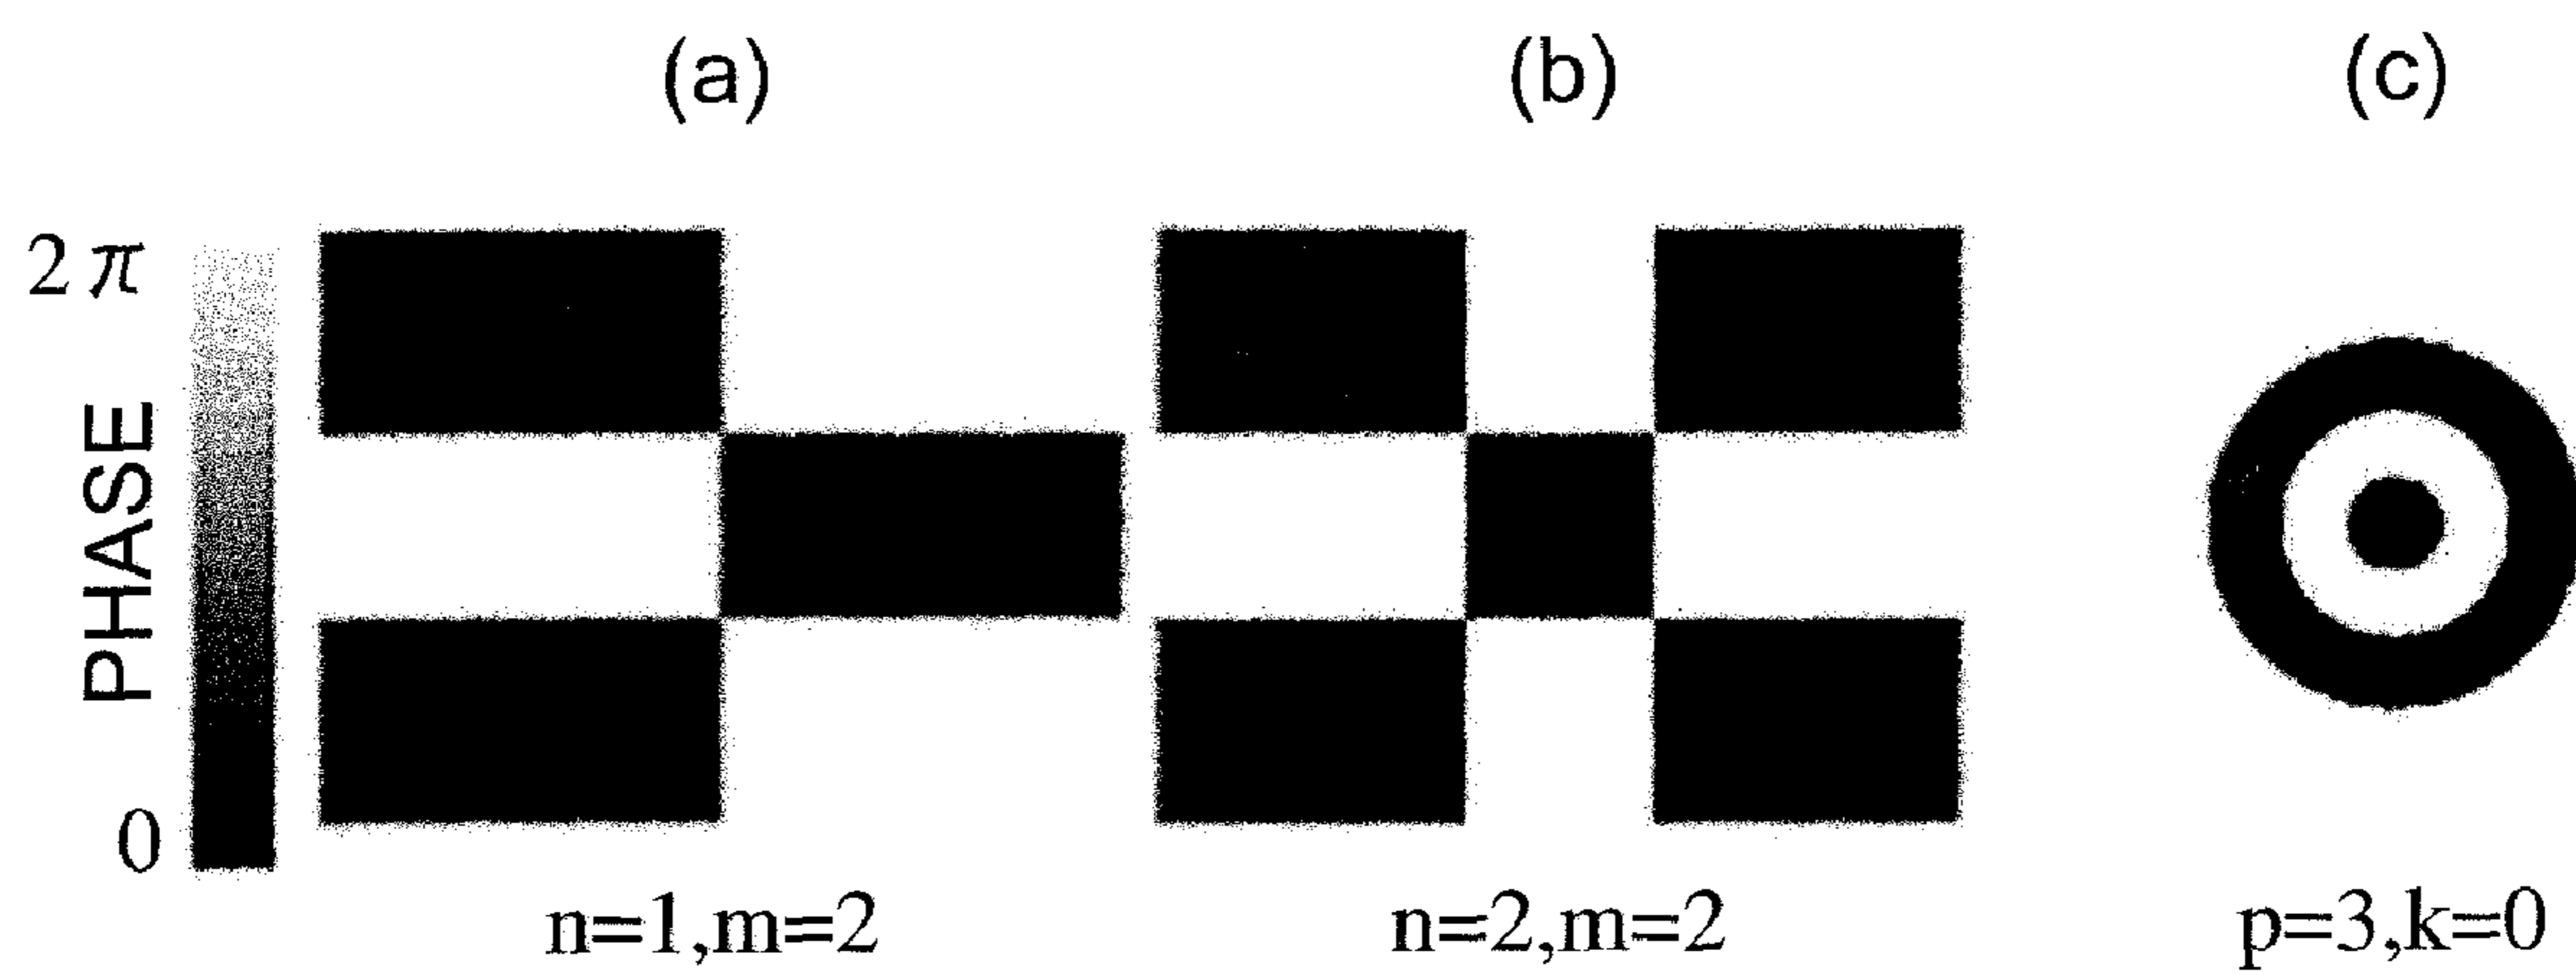 (a)
(b)
(c)
2π
PHASE
0
n=1,m=2
n=2,m=2
p=3,k=0